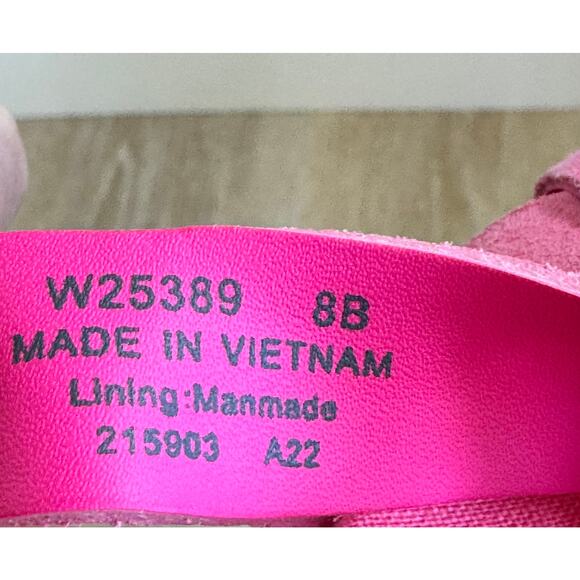 W25389 8B
MADE IN VIETNAM
Lining:Manmade
215903 A22